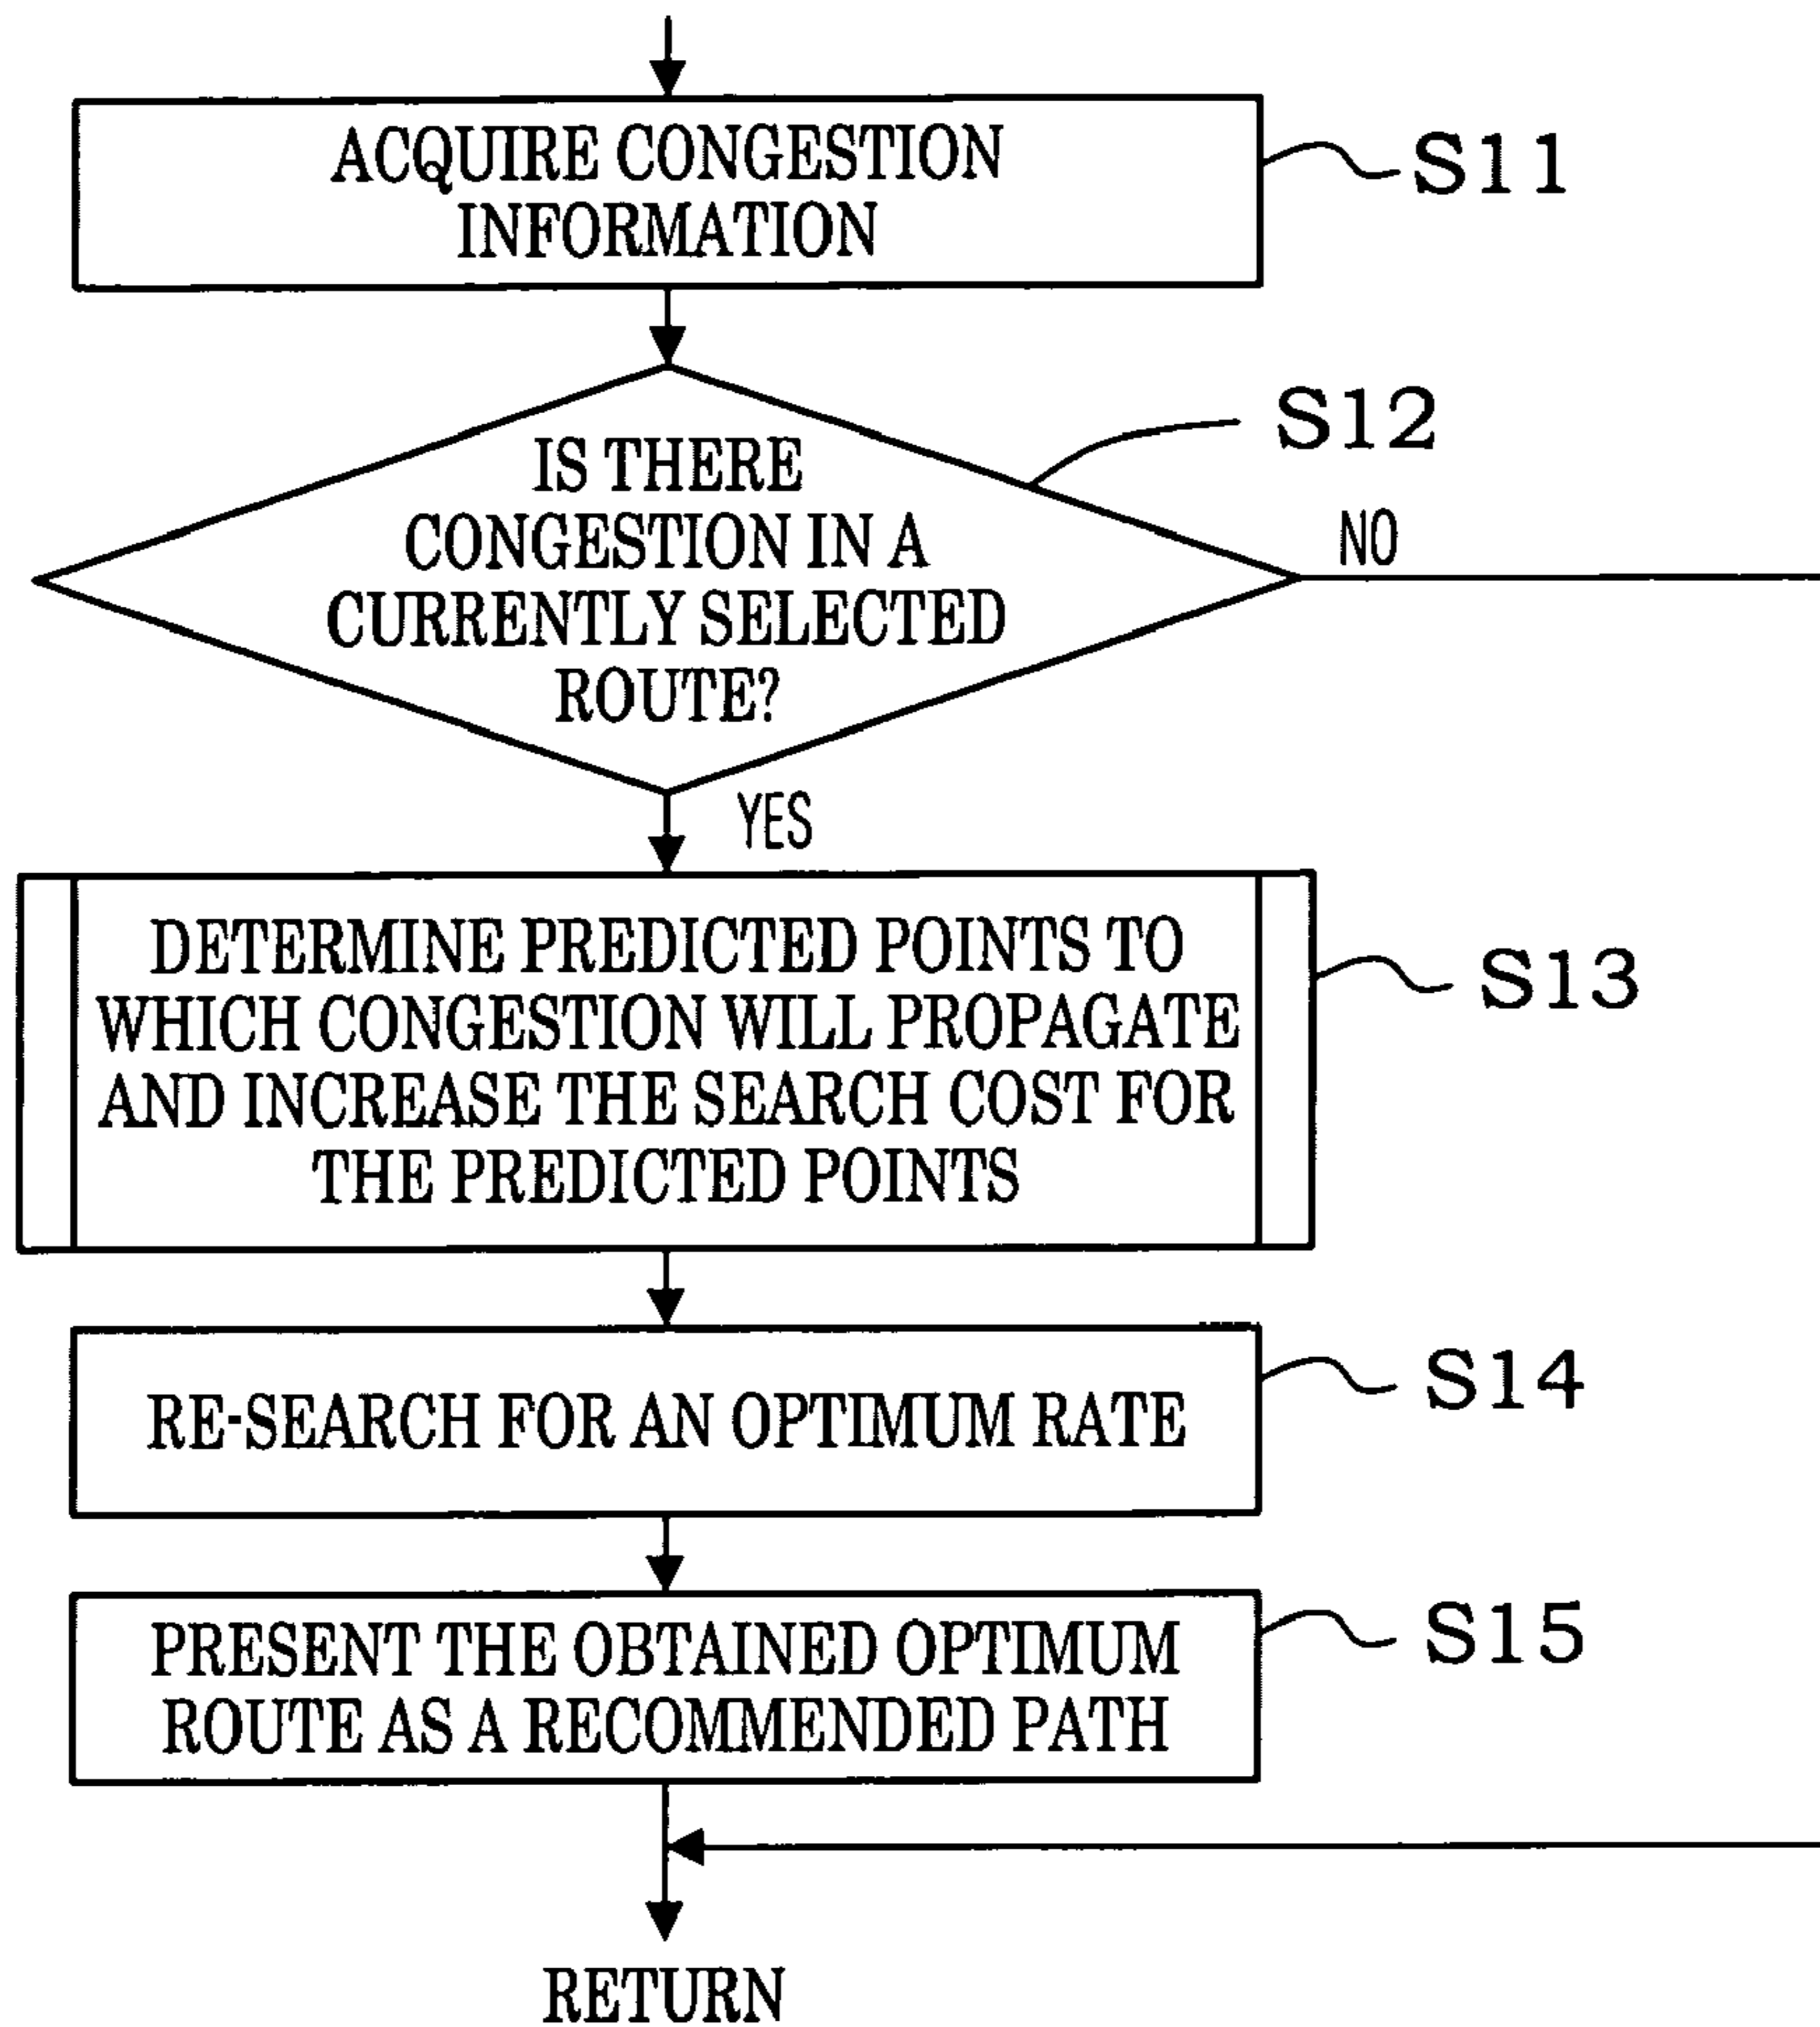 ACQUIRE CONGESTION
INFORMATION
S11
IS THERE
CONGESTION IN A
CURRENTLY SELECTED
ROUTE?
S12
NO
YES
DETERMINE PREDICTED POINTS TO
WHICH CONGESTION WILL PROPAGATE
AND INCREASE THE SEARCH COST FOR
THE PREDICTED POINTS
S13
RE-SEARCH FOR AN OPTIMUM RATE
S14
PRESENT THE OBTAINED OPTIMUM
ROUTE AS A RECOMMENDED PATH
S15
RETURN